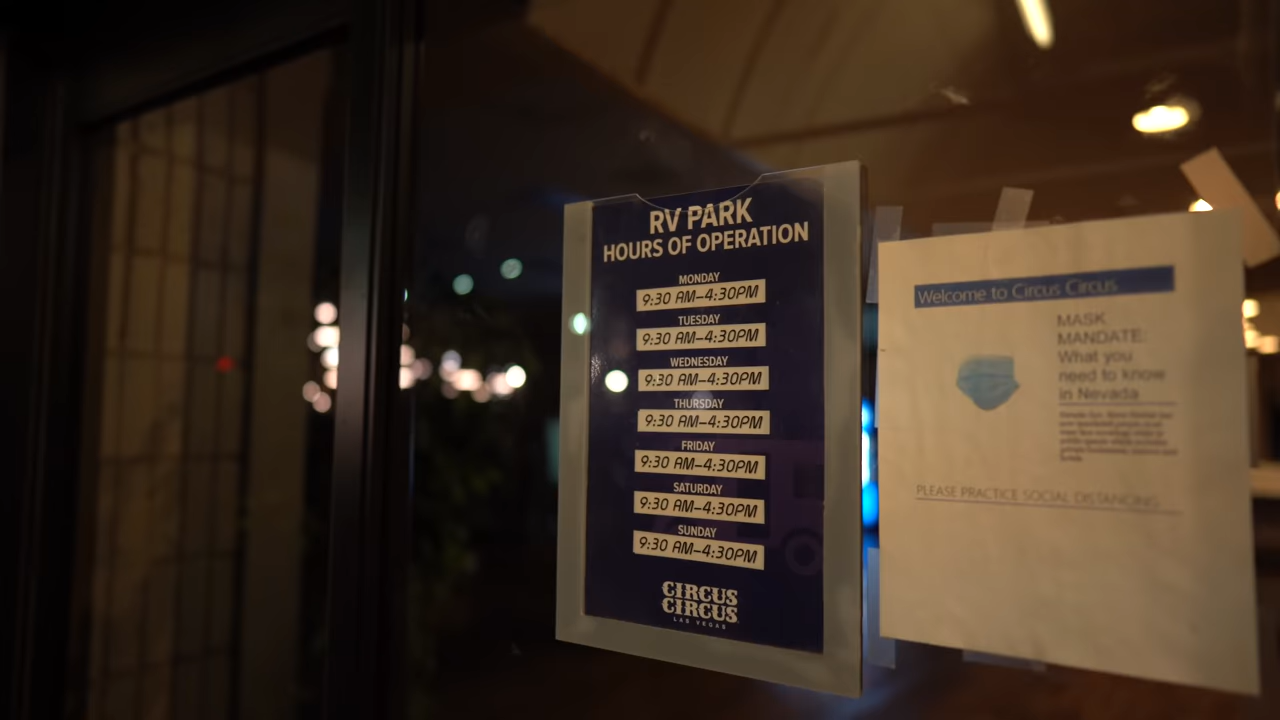 RV PARK
HOURS OF OPERATION
MONDAY
9:30 AM–4:30PM
TUESDAY
9:30 AM–4:30PM
WEDNESDAY
9:30 AM–4:30PM
THURSDAY
9:30 AM–4:30PM
FRIDAY
9:30 AM–4:30PM
SATURDAY
9:30 AM–4:30PM
SUNDAY
9:30 AM–4:30PM
CIRCUS
CIRCUS
LAS VEGAS
Welcome to Circus Circus
MASK
MANDATE:
What you
need to know
in Nevada
PLEASE PRACTICE SOCIAL DISTANCING